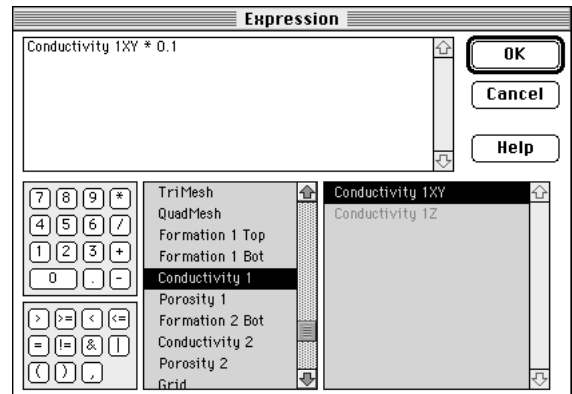 Expression
Conductivity 1XY * 0.1
OK
Cancel
Help
7 8 9 *
4 5 6 /
1 2 3 +
0 . -
> >= < <=
= != & |
( ) ,
TriMesh
QuadMesh
Formation 1 Top
Formation 1 Bot
Conductivity 1
Porosity 1
Formation 2 Bot
Conductivity 2
Porosity 2
Grid
Conductivity 1XY
Conductivity 1Z